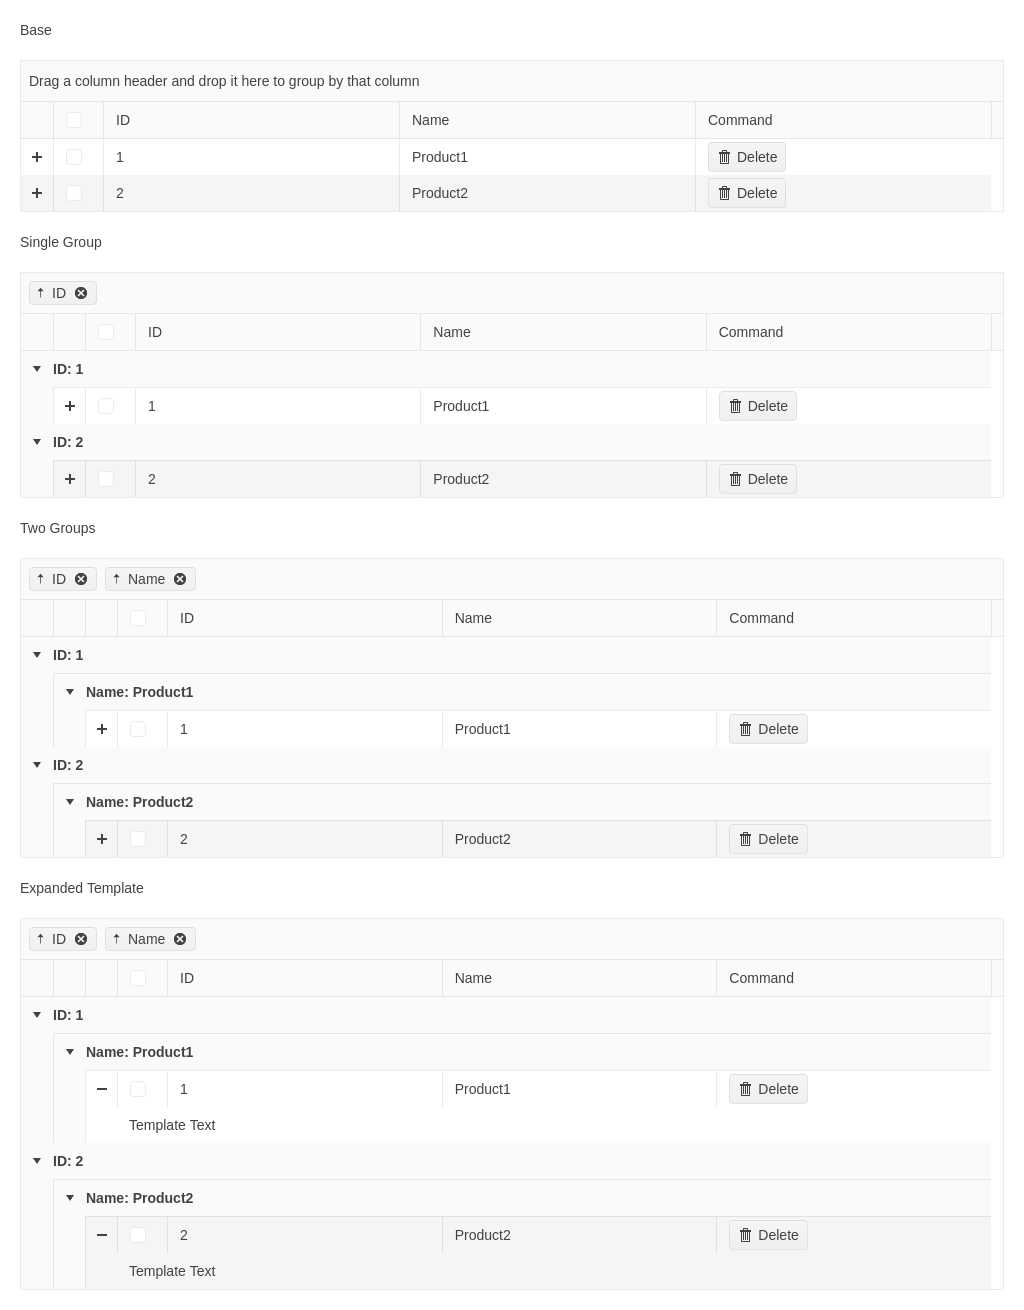 Base
Drag a column header and drop it here to group by that column
ID Name Command
1 Product1 Delete
2 Product2 Delete
Single Group
ID
ID Name Command
ID: 1
1 Product1 Delete
ID: 2
2 Product2 Delete
Two Groups
ID Name
ID Name Command
ID: 1
Name: Product1
1 Product1 Delete
ID: 2
Name: Product2
2 Product2 Delete
Expanded Template
ID Name
ID Name Command
ID: 1
Name: Product1
1 Product1 Delete
Template Text
ID: 2
Name: Product2
2 Product2 Delete
Template Text